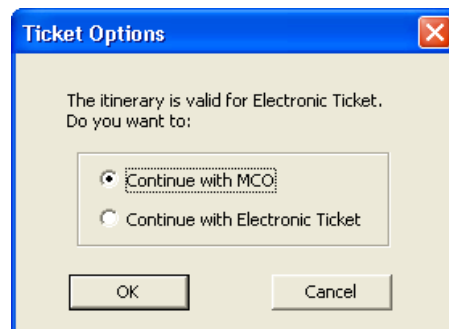 Ticket Options
The itinerary is valid for Electronic Ticket.
Do you want to:
Continue with MCO
Continue with Electronic Ticket
OK
Cancel